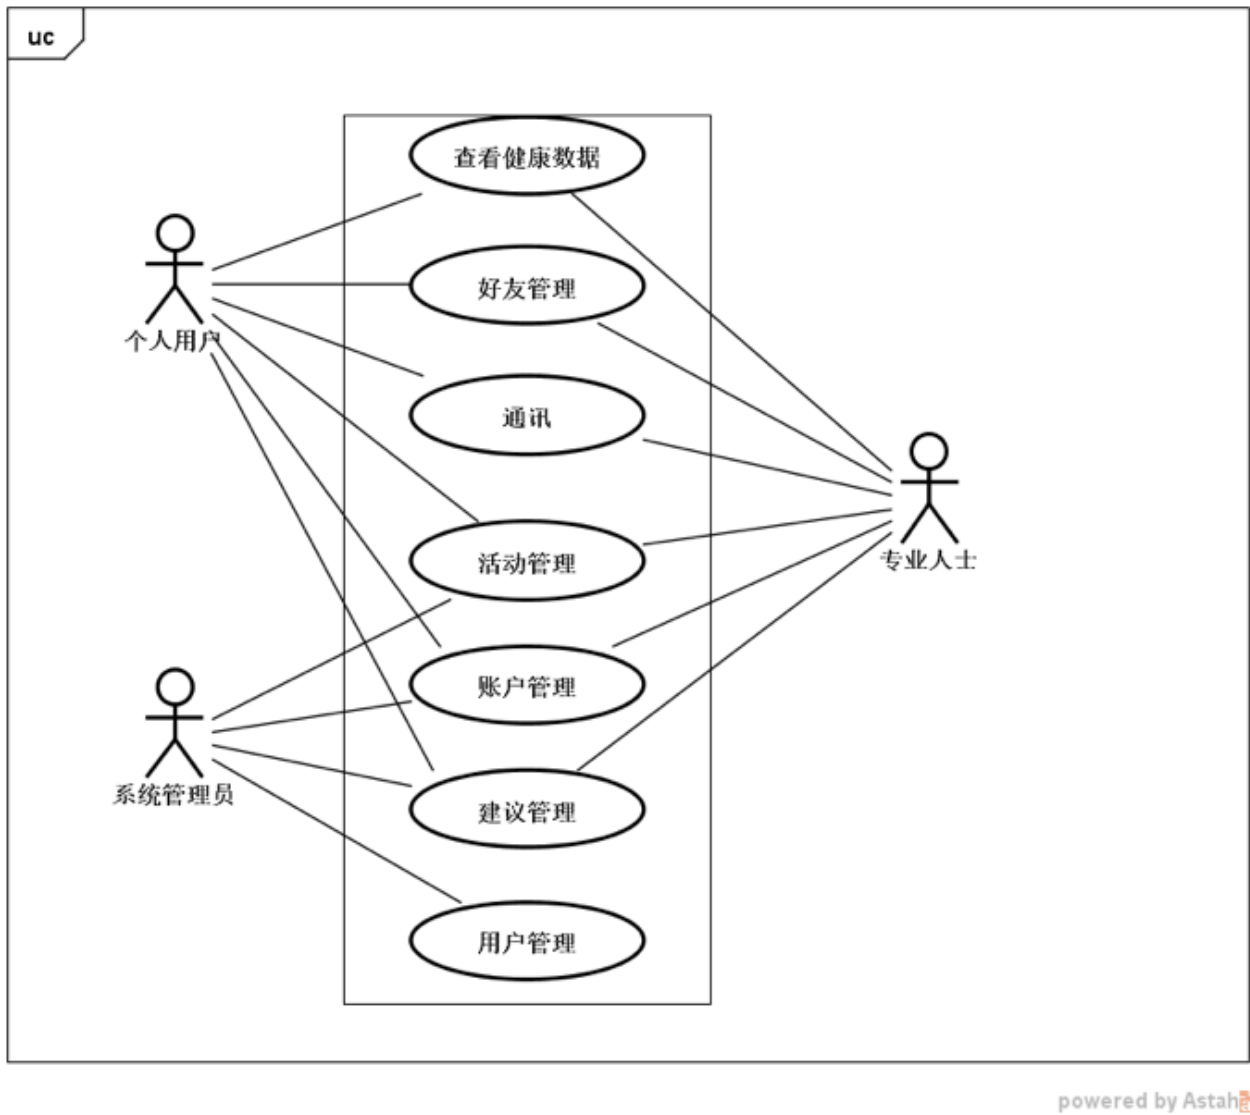 uc
查看健康数据
好友管理
个人用户
通讯
活动管理
专业人士
账户管理
系统管理员
建议管理
用户管理
powered by Astah